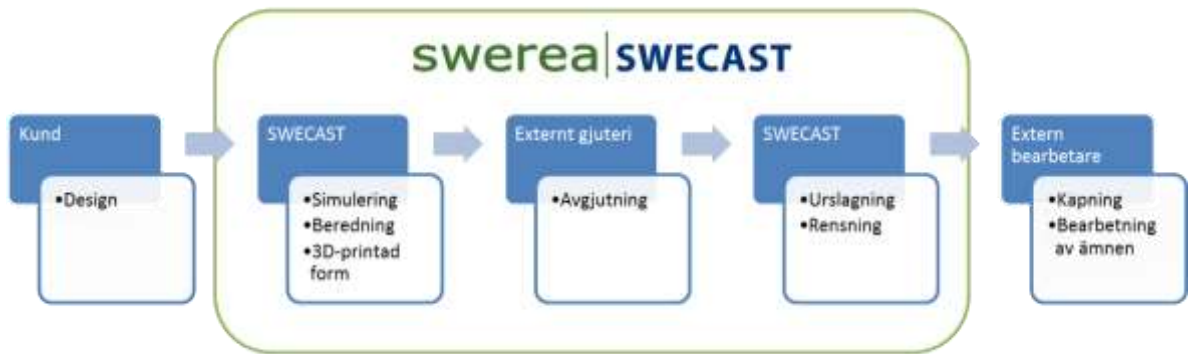 swerea|SWECAST
Kund
•Design
SWECAST
•Simulering
•Beredning
•3D-printad
form
Externt gjuteri
•Avgjutning
SWECAST
•Urslagning
•Rensning
Extern
bearbetare
•Kapning
•Bearbetning
av ämnen